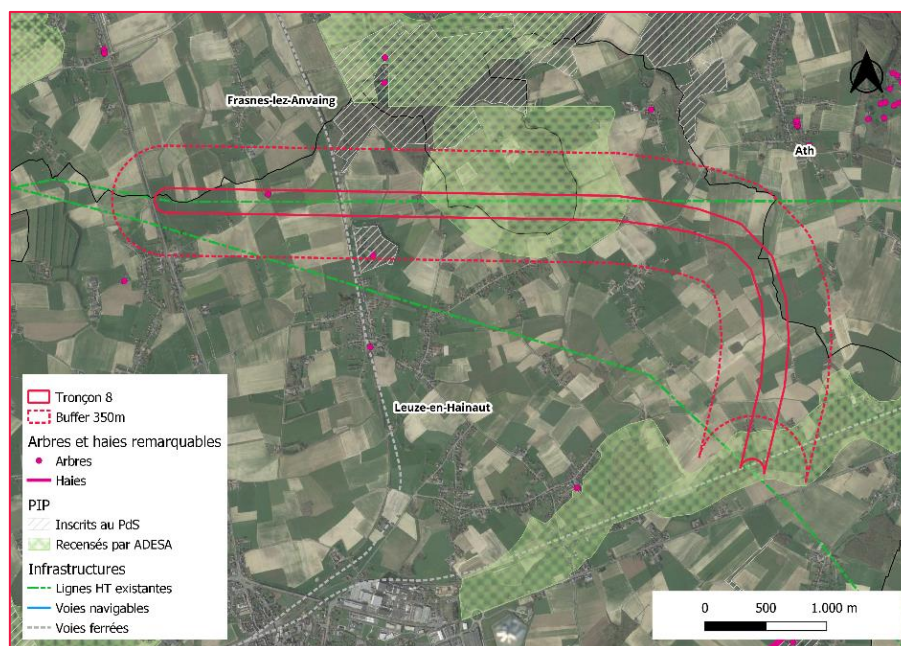 Frasnes-lez-Anvaing
Ath
Leuze-en-Hainaut
Tronçon 8
Buffer 350m
Arbres et haies remarquables
Arbres
Haies
PIP
Inscrits au PdS
Recensés par ADESA
Infrastructures
Lignes HT existantes
Voies navigables
Voies ferrées
0 500 1.000 m